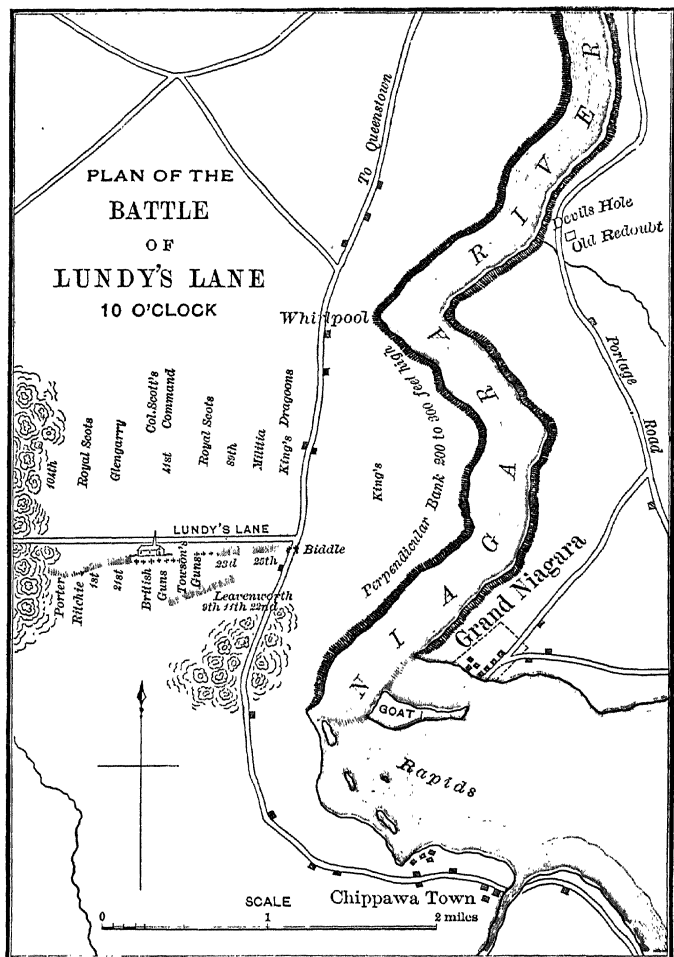 PLAN OF THE
BATTLE
OF
LUNDY'S LANE
10 O'CLOCK
To Queenstown
NIAGARA RIVER
Devils Hole
Old Redoubt
Whirlpool
Portage Road
Perpendicular Bank 200 to 300 feet high
104th
Royal Scots
Glengarry
Col. Scott's
Command
41st
Royal Scots
89th
Militia
King's Dragoons
King's
LUNDY'S LANE
Biddle
Porter
Ritchie
1st
21st
British
Guns
Towson's
Guns
23d
25th
Leavenworth
9th 11th 22nd
Grand Niagara
GOAT I.
Rapids
Chippawa Town
SCALE
0 1 2 miles